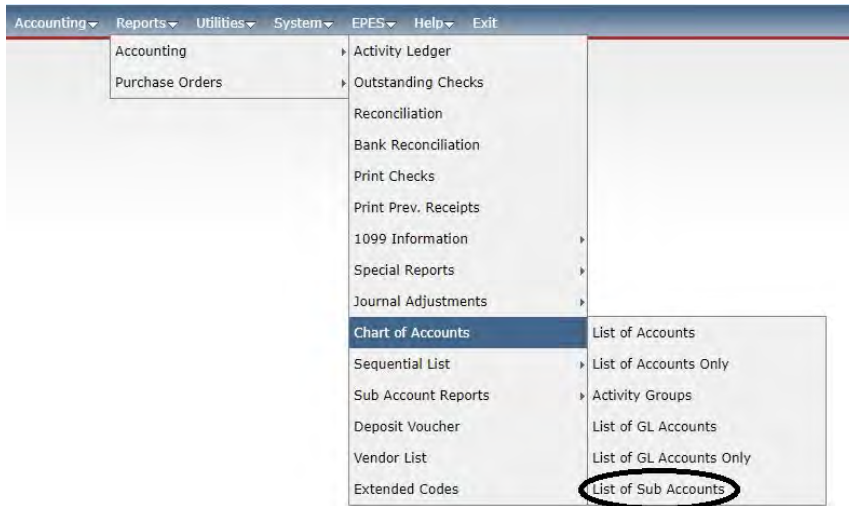 Accounting Reports Utilities System EPES Help Exit
Accounting
Purchase Orders
Activity Ledger
Outstanding Checks
Reconciliation
Bank Reconciliation
Print Checks
Print Prev. Receipts
1099 Information
Special Reports
Journal Adjustments
Chart of Accounts
Sequential List
Sub Account Reports
Deposit Voucher
Vendor List
Extended Codes
List of Accounts
List of Accounts Only
Activity Groups
List of GL Accounts
List of GL Accounts Only
List of Sub Accounts